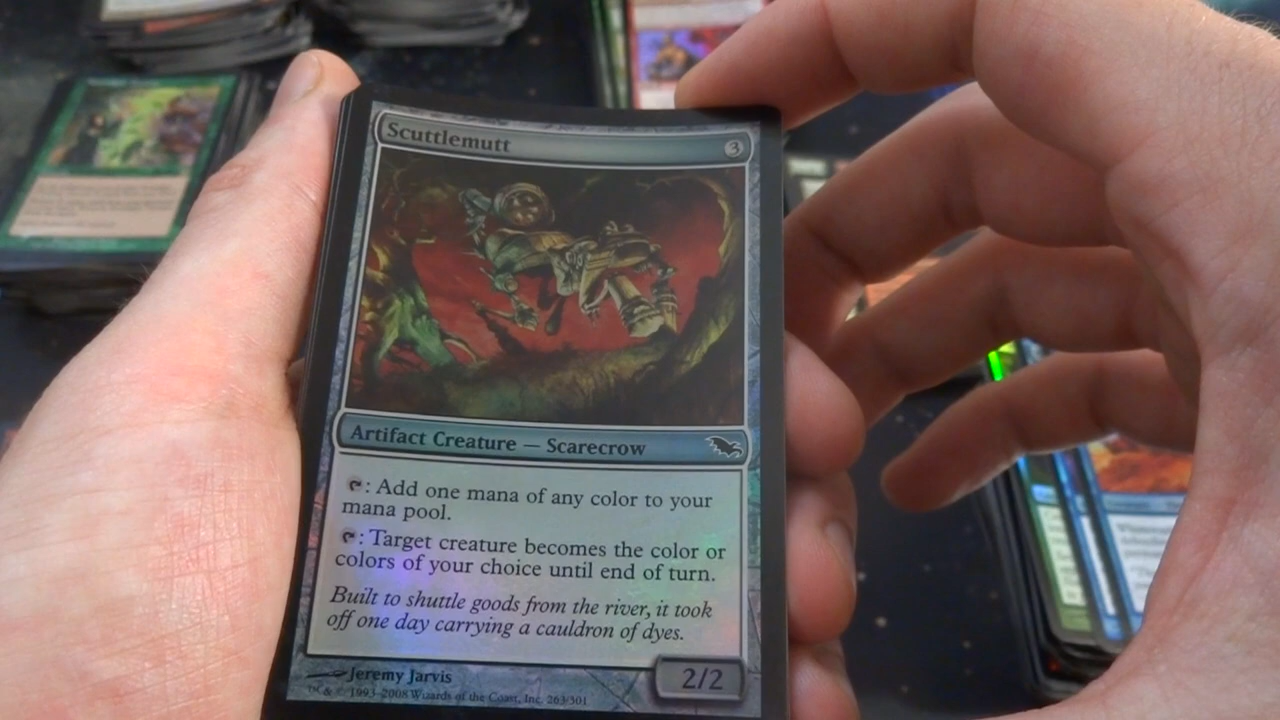 Scuttlemutt
3
Artifact Creature — Scarecrow
: Add one mana of any color to your
mana pool.
: Target creature becomes the color or
colors of your choice until end of turn.
Built to shuttle goods from the river, it took
off one day carrying a cauldron of dyes.
Jeremy Jarvis
2/2
™ & © 1993–2008 Wizards of the Coast, Inc. 263/301